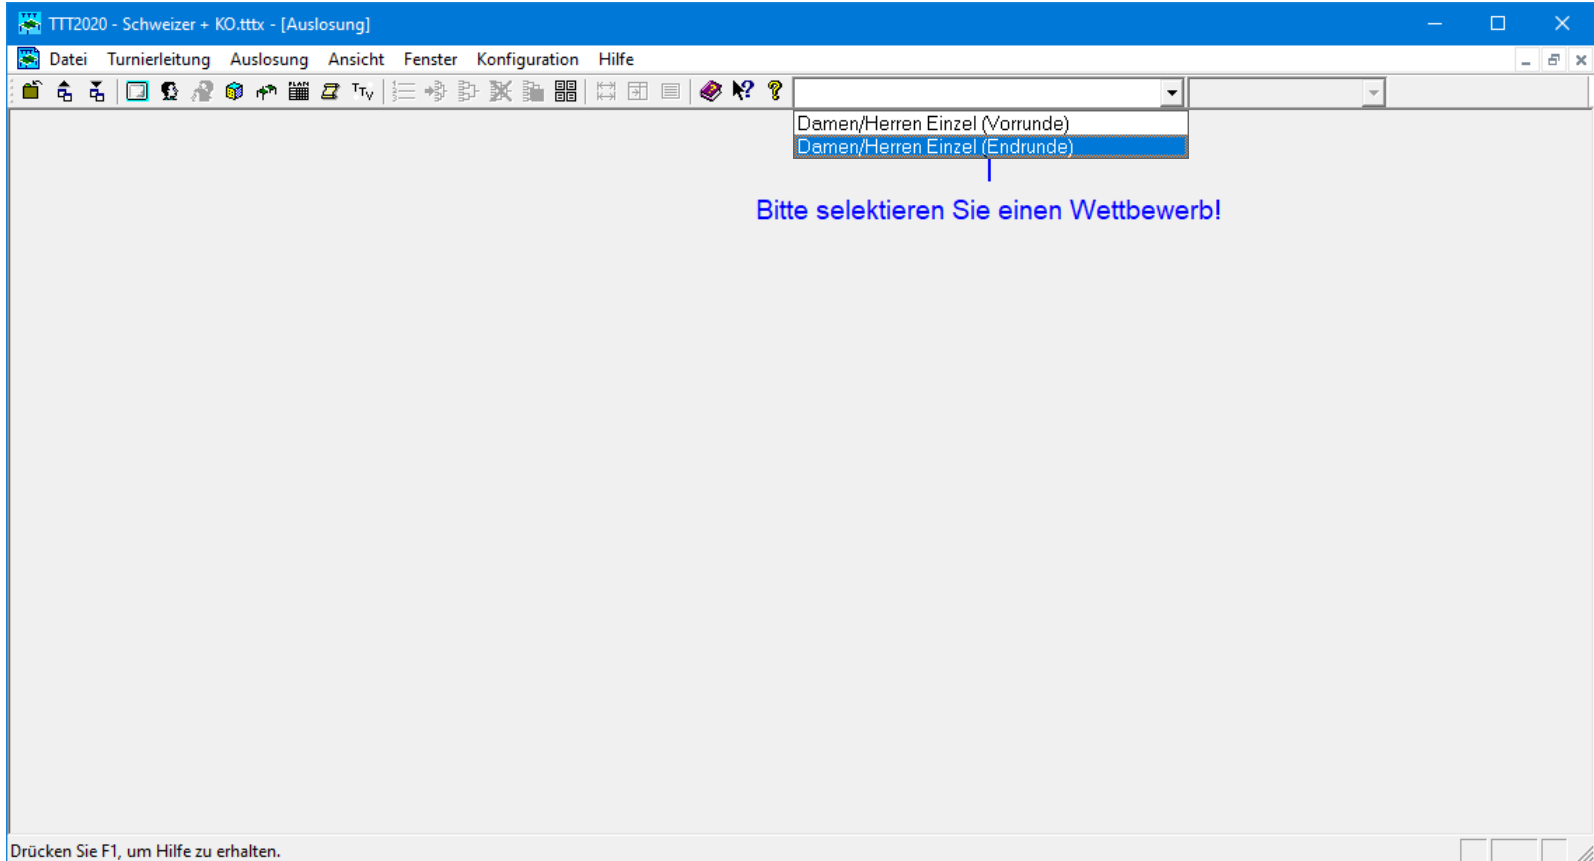 TTT2020 - Schweizer + KO.tttx - [Auslosung]
Datei Turnierleitung Auslosung Ansicht Fenster Konfiguration Hilfe
Damen/Herren Einzel (Vorrunde)
Damen/Herren Einzel (Endrunde)
Bitte selektieren Sie einen Wettbewerb!
Drücken Sie F1, um Hilfe zu erhalten.